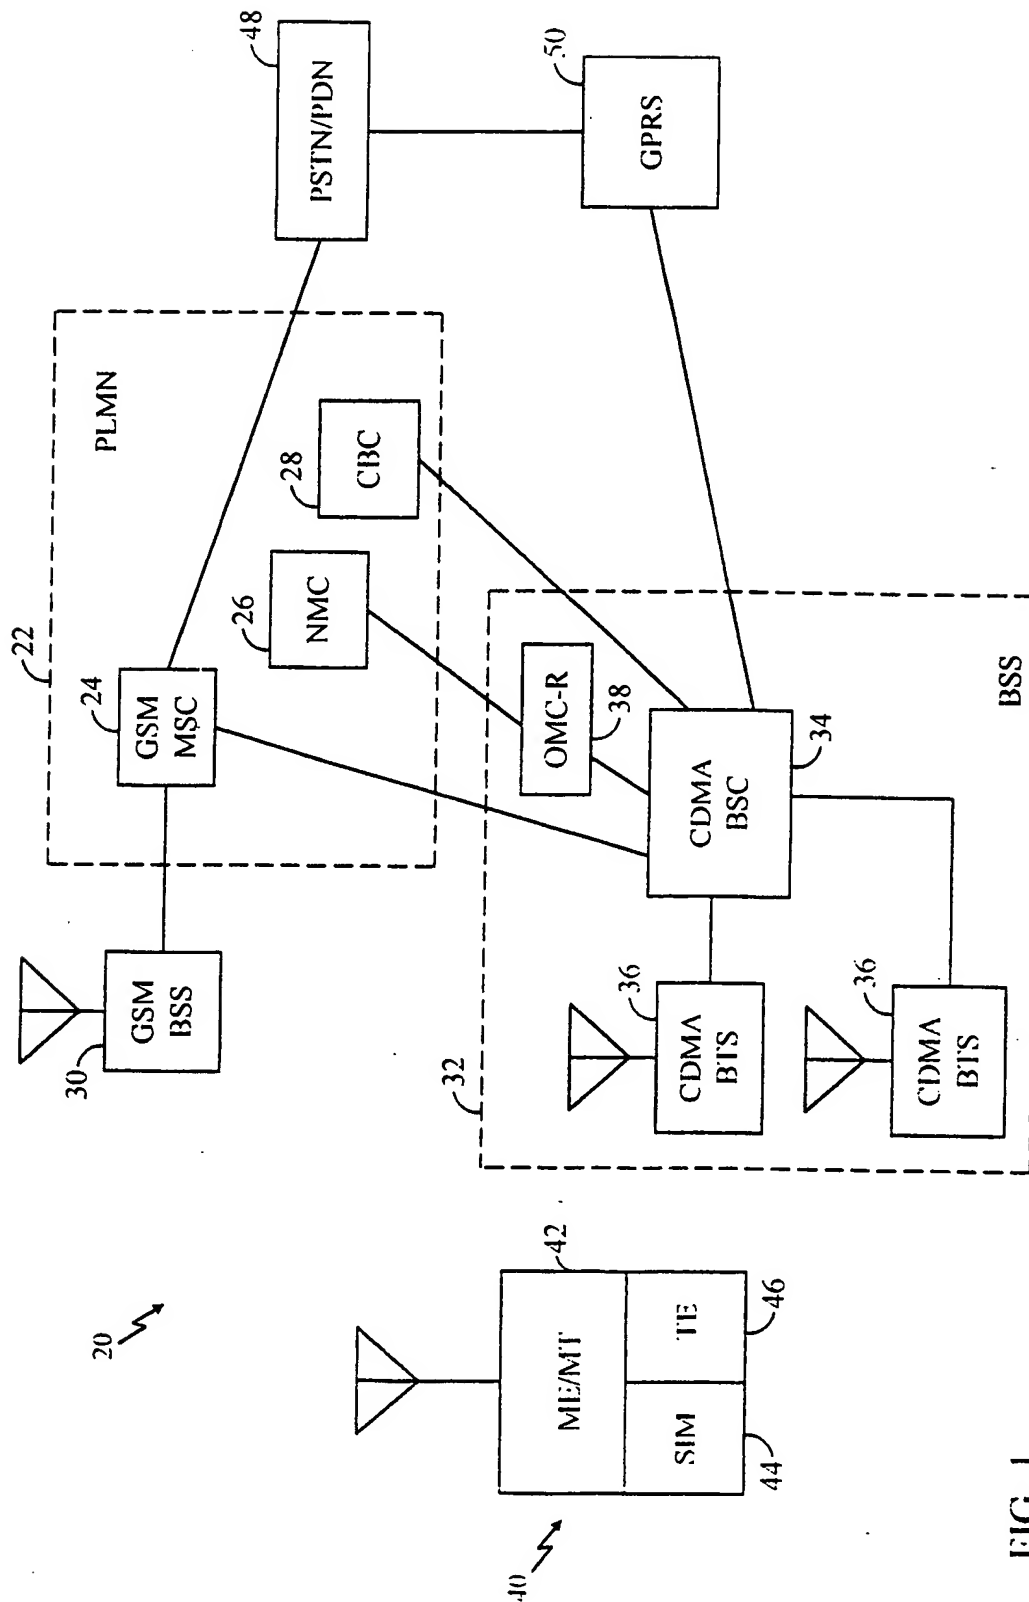 20
22
PLMN
24
GSM
MSC
26
NMC
28
CBC
48
PSTN/PDN
50
GPRS
30
GSM
BSS
32
OMC-R
38
CDMA
BSC
34
36
CDMA
BTS
36
CDMA
BTS
BSS
40
42
ME/MT
SIM
TE
44
46
FIG. 1